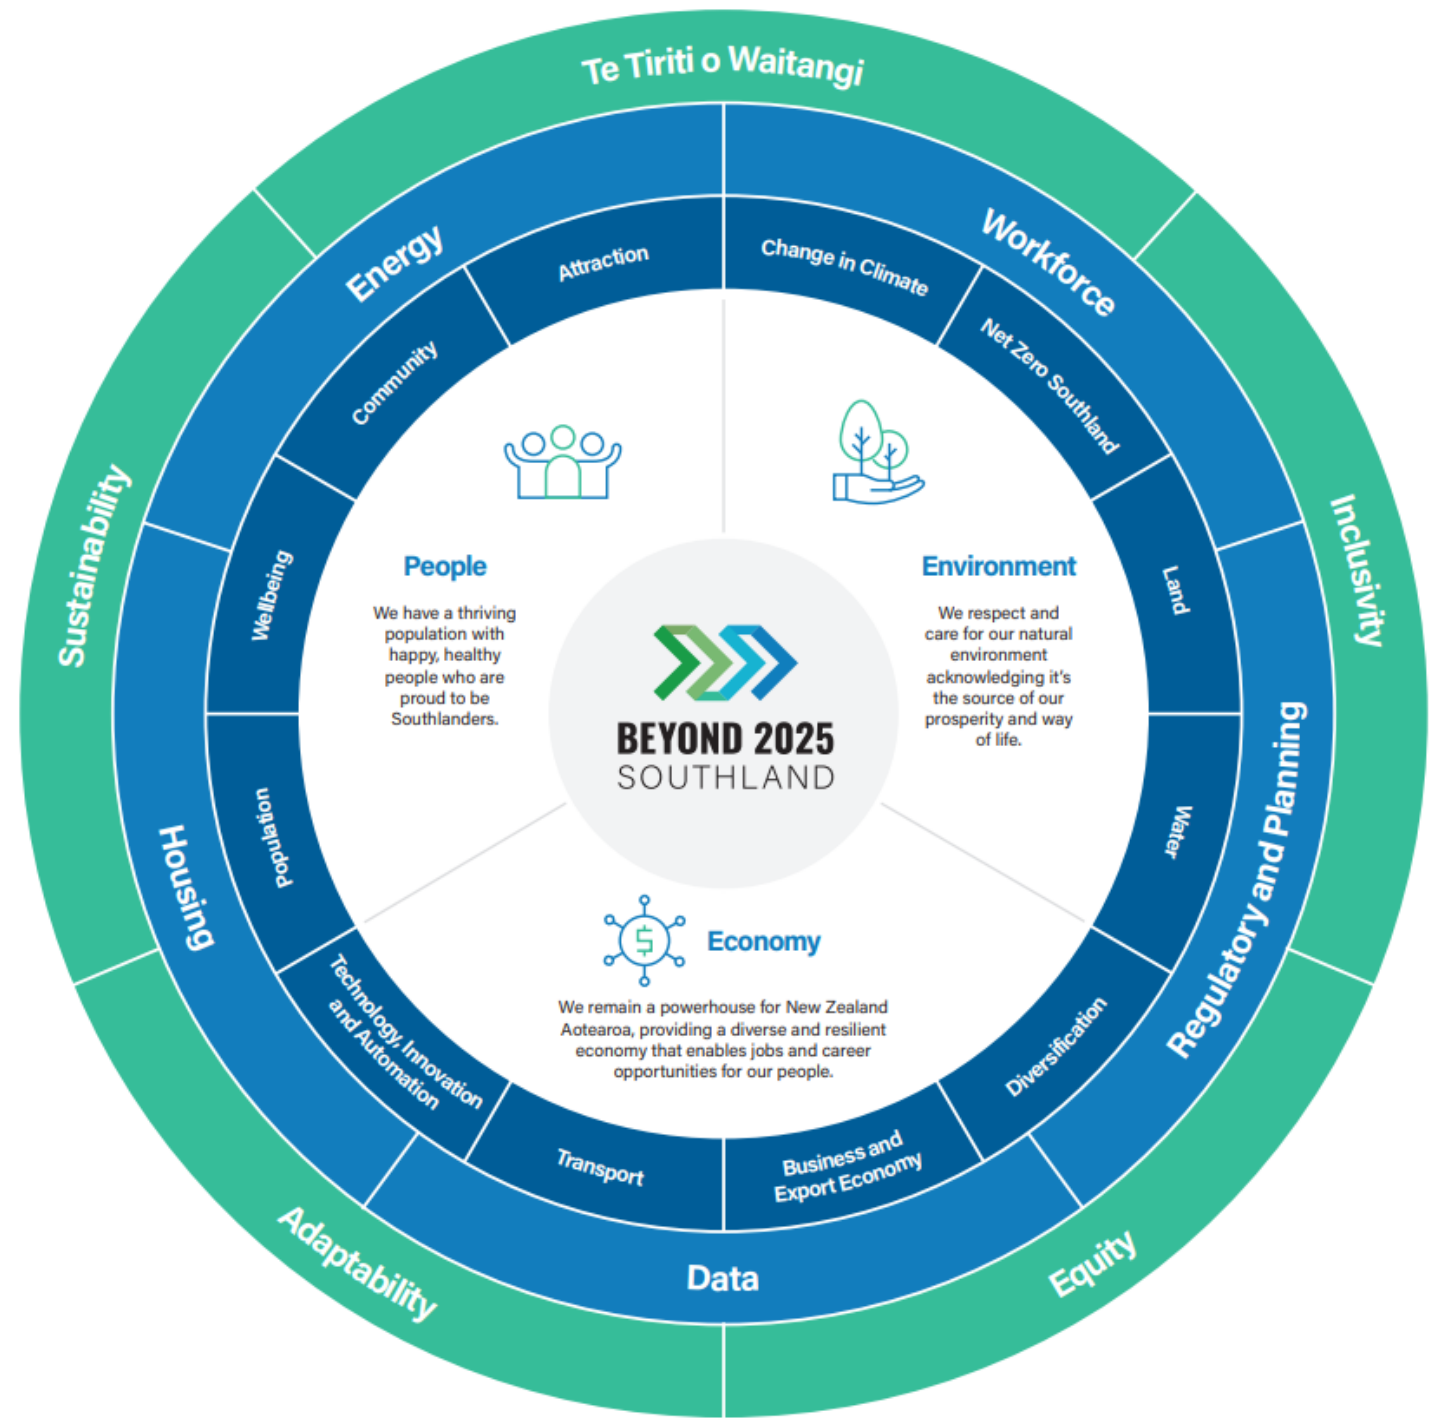 Te Tiriti o Waitangi
Inclusivity
Equity
Adaptability
Sustainability
Energy
Workforce
Regulatory and Planning
Data
Housing
Attraction
Change in Climate
Net Zero Southland
Land
Water
Diversification
Business and
Export Economy
Transport
Technology, Innovation
and Automation
Population
Wellbeing
Community
People
We have a thriving
population with
happy, healthy
people who are
proud to be
Southlanders.
Environment
We respect and
care for our natural
environment
acknowledging it's
the source of our
prosperity and way
of life.
BEYOND 2025
SOUTHLAND
$
Economy
We remain a powerhouse for New Zealand
Aotearoa, providing a diverse and resilient
economy that enables jobs and career
opportunities for our people.